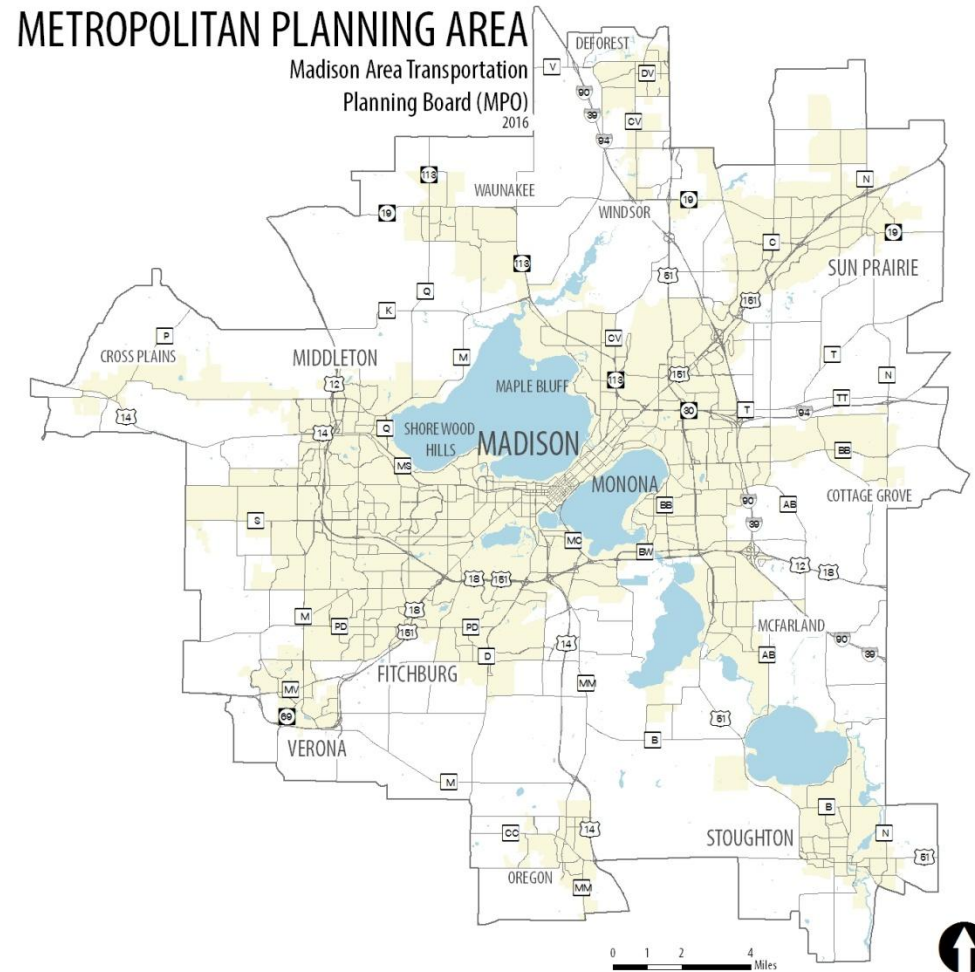 METROPOLITAN PLANNING AREA
Madison Area Transportation
Planning Board (MPO)
2016
DEFOREST
V
DV
90
39
CV
94
113
WAUNAKEE
N
19
WINDSOR
19
19
C
SUN PRAIRIE
113
51
Q
151
K
P
CROSS PLAINS
MIDDLETON
M
CV
T
12
MAPLE BLUFF
113
151
N
TT
14
14
Q
SHOREWOOD
HILLS
MADISON
30
T
94
BB
MS
MONONA
COTTAGE GROVE
S
BB
90
AB
39
MC
BW
12
18
18
151
18
M
PD
151
PD
D
14
MCFARLAND
90
39
AB
FITCHBURG
MM
MV
69
51
VERONA
B
M
B
CC
14
STOUGHTON
N
51
OREGON
MM
0 1 2 4
Miles